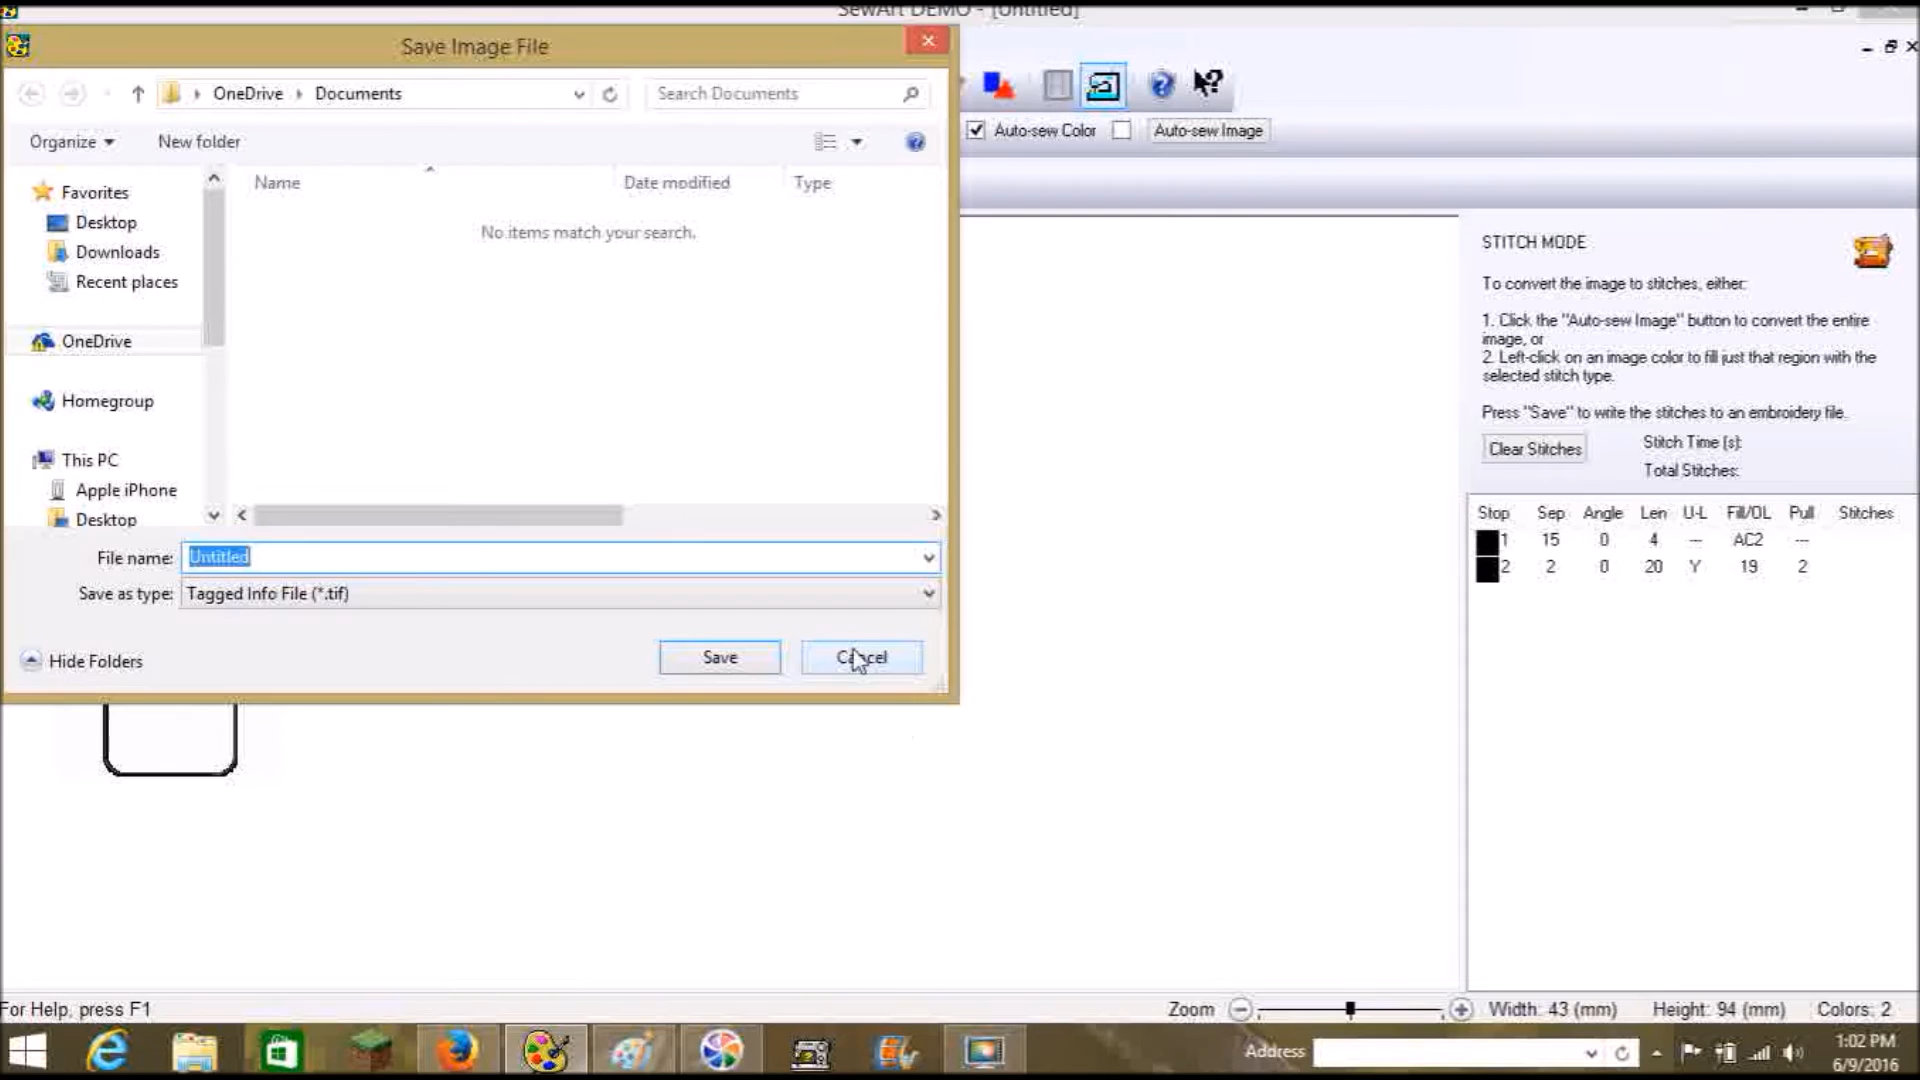 SewArt DEMO - [Untitled]
Save Image File
OneDrive
Documents
Search Documents
Organize
New folder
Auto-sew Color
Auto-sew Image
Favorites
Desktop
Downloads
Recent places
OneDrive
Homegroup
This PC
Apple iPhone
Desktop
Name
Date modified
Type
No items match your search.
File name: Untitled
Save as type: Tagged Info File (*.tif)
Hide Folders
Save
Cancel
STITCH MODE
To convert the image to stitches, either:
1. Click the "Auto-sew Image" button to convert the entire
image, or
2. Left-click on an image color to fill just that region with the
selected stitch type.
Press "Save" to write the stitches to an embroidery file.
Clear Stitches
Stitch Time [s]:
Total Stitches:
Stop Sep Angle Len U-L Fill/OL Pull Stitches
1 15 0 4 --- AC2 ---
2 2 0 20 Y 19 2
For Help, press F1
Zoom
Width: 43 (mm)
Height: 94 (mm)
Colors: 2
Address
1:02 PM
6/9/2016